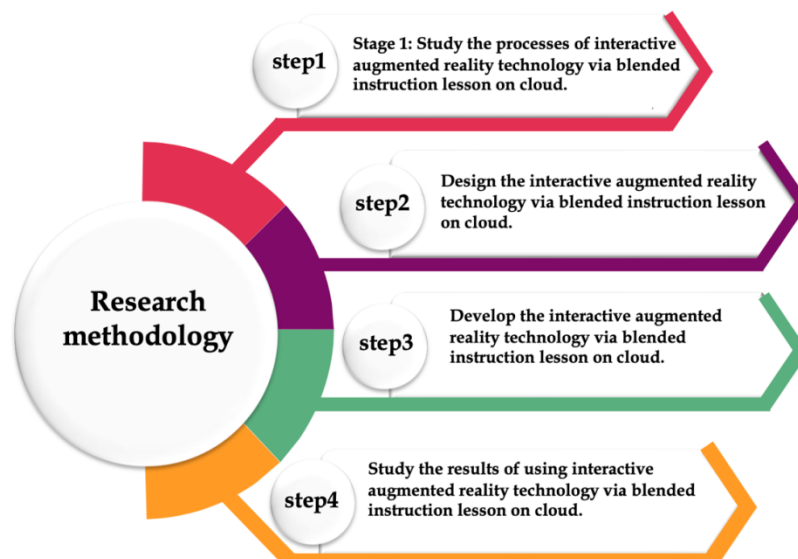 Research
methodology
step1
Stage 1: Study the processes of interactive
augmented reality technology via blended
instruction lesson on cloud.
step2
Design the interactive augmented reality
technology via blended instruction lesson
on cloud.
step3
Develop the interactive augmented
reality technology via blended
instruction lesson on cloud.
step4
Study the results of using interactive
augmented reality technology via blended
instruction lesson on cloud.